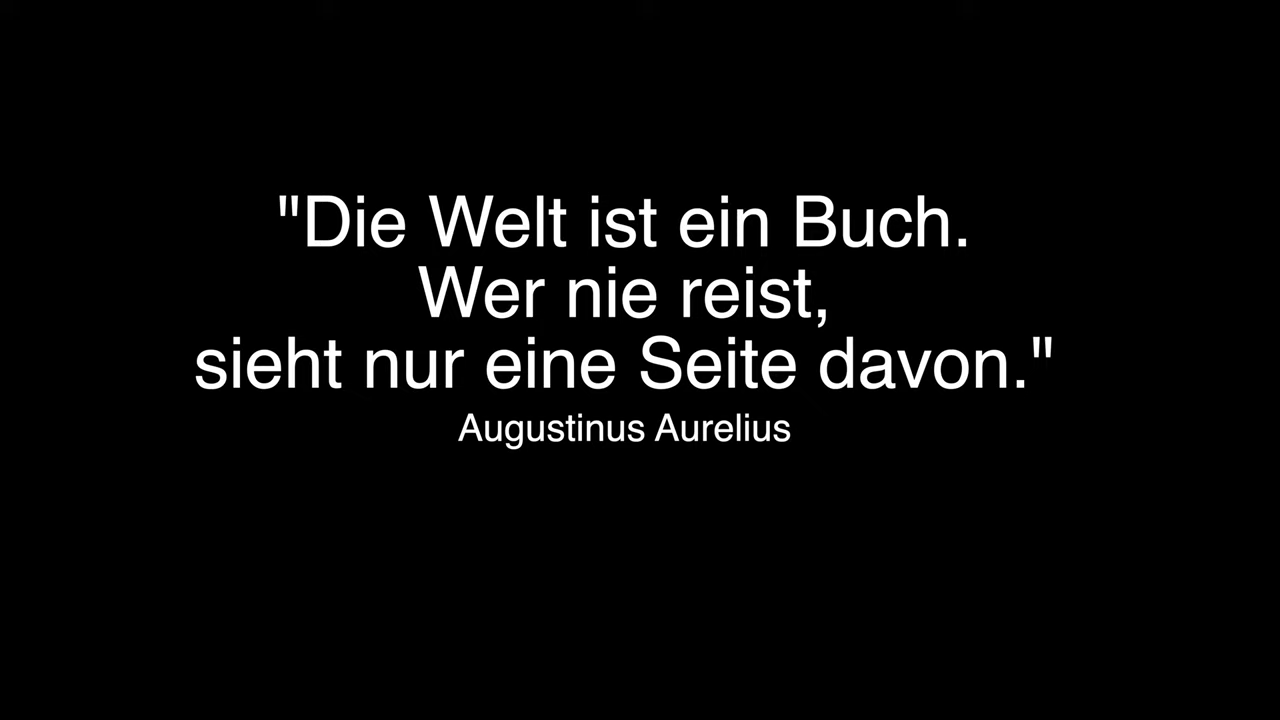 "Die Welt ist ein Buch.
Wer nie reist,
sieht nur eine Seite davon."
Augustinus Aurelius